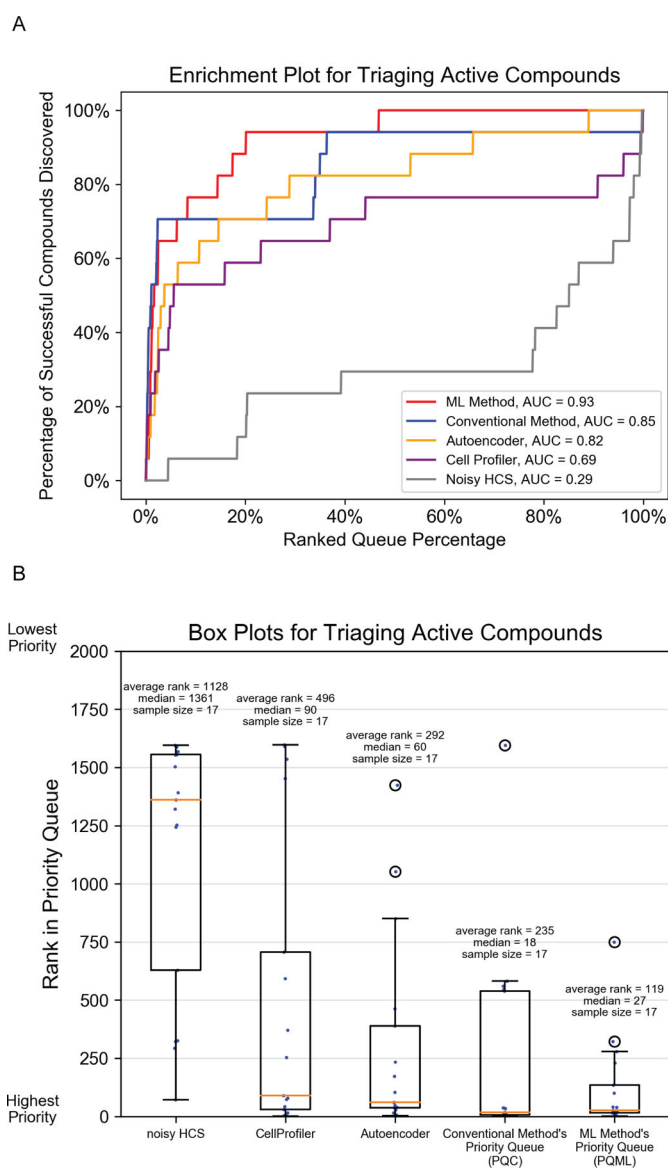 A
Enrichment Plot for Triaging Active Compounds
Percentage of Successful Compounds Discovered
100%
80%
60%
40%
20%
0%
ML Method, AUC = 0.93
Conventional Method, AUC = 0.85
Autoencoder, AUC = 0.82
Cell Profiler, AUC = 0.69
Noisy HCS, AUC = 0.29
0%
20%
40%
60%
80%
100%
Ranked Queue Percentage
B
Box Plots for Triaging Active Compounds
Lowest
Priority
Highest
Priority
Rank in Priority Queue
2000
1750
1500
1250
1000
750
500
250
0
average rank = 1128
median = 1361
sample size = 17
average rank = 496
median = 90
sample size = 17
average rank = 292
median = 60
sample size = 17
average rank = 235
median = 18
sample size = 17
average rank = 119
median = 27
sample size = 17
noisy HCS
CellProfiler
Autoencoder
Conventional Method's
Priority Queue
(PQC)
ML Method's
Priority Queue
(PQML)